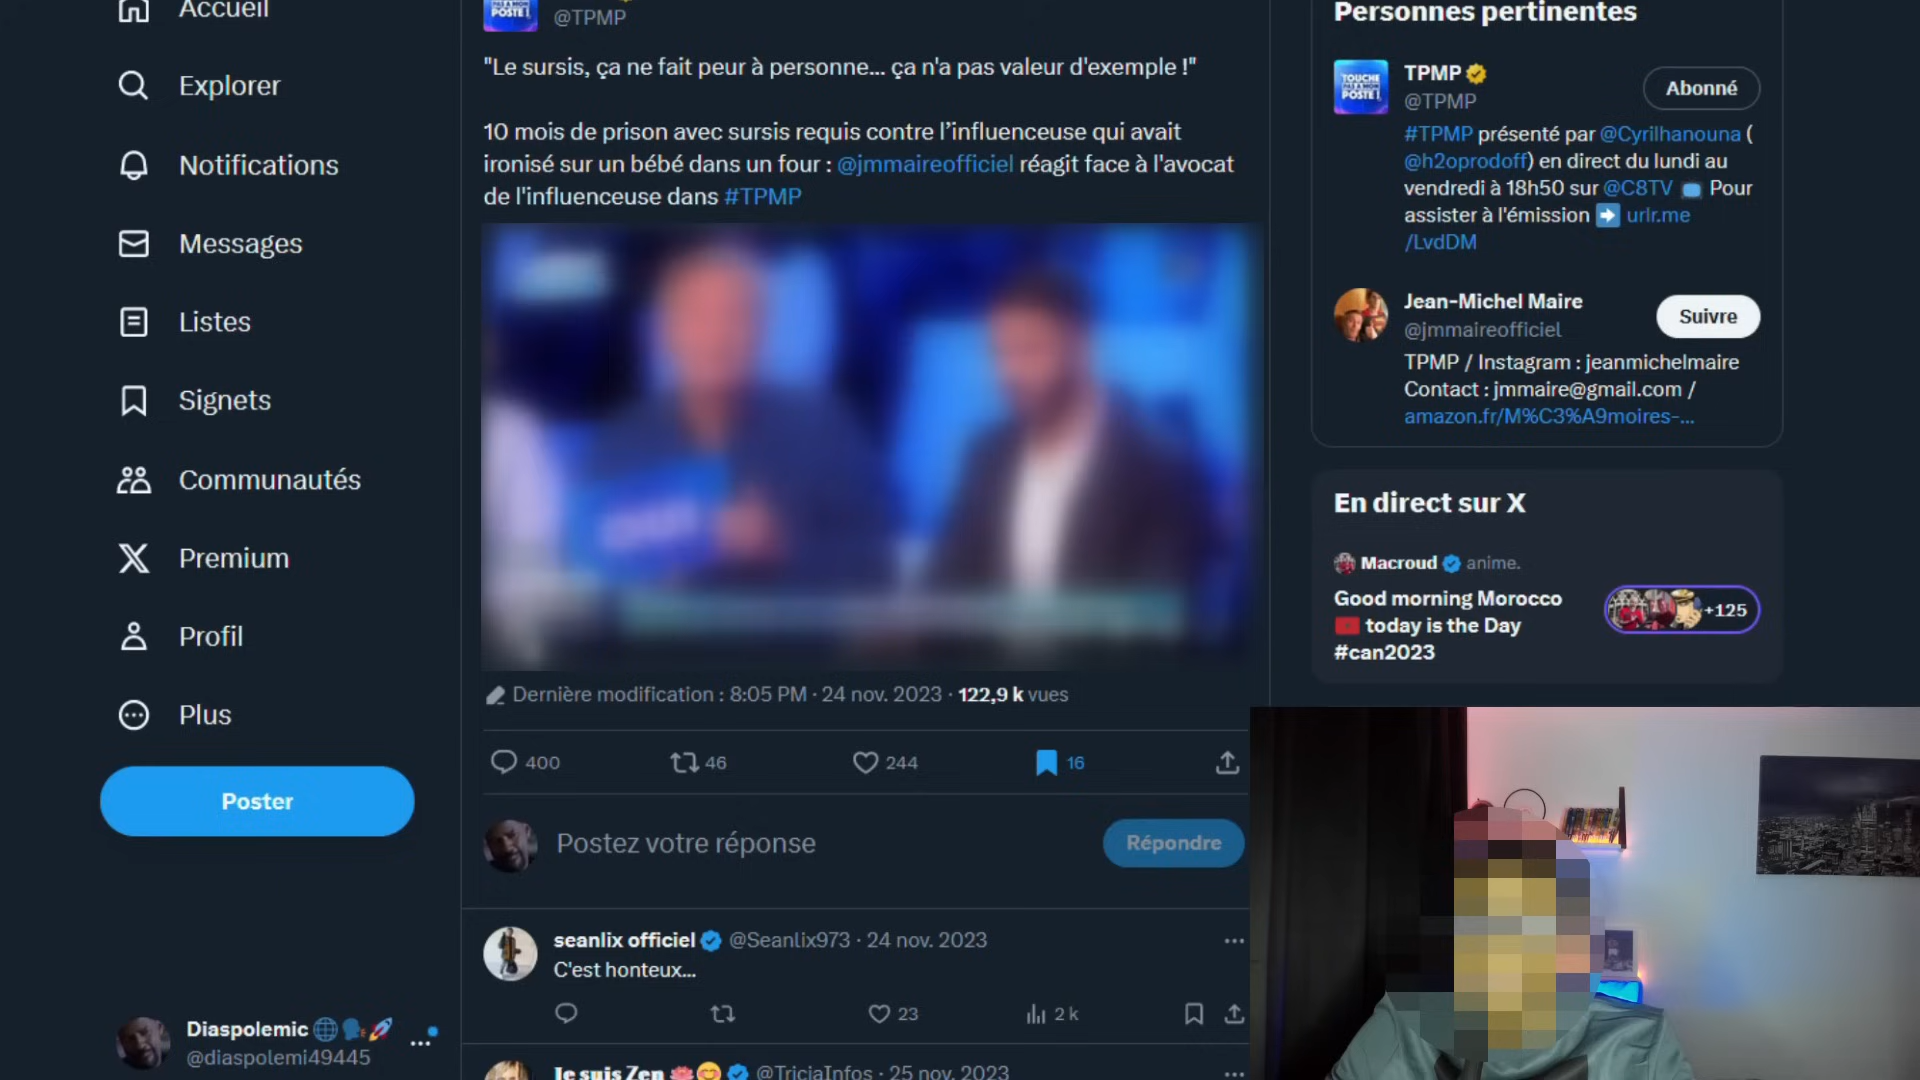 Accueil
Explorer
Notifications
Messages
Listes
Signets
Communautés
Premium
Profil
Plus
Poster
Diaspolemic
@diaspolemi49445
POSTE !
@TPMP
"Le sursis, ça ne fait peur à personne... ça n'a pas valeur d'exemple !"
10 mois de prison avec sursis requis contre l’influenceuse qui avait
ironisé sur un bébé dans un four : @jmmaireofficiel réagit face à l'avocat
de l'influenceuse dans #TPMP
Dernière modification : 8:05 PM · 24 nov. 2023 · 122,9 k vues
400 46 244 16
Postez votre réponse
Répondre
seanlix officiel @Seanlix973 · 24 nov. 2023
C'est honteux...
23 2 k
Je suis Zen @TriciaInfos · 25 nov. 2023
Personnes pertinentes
TOUCHE
PAS À MON
POSTE !
TPMP
@TPMP
Abonné
#TPMP présenté par @Cyrilhanouna (
@h2oprodoff) en direct du lundi au
vendredi à 18h50 sur @C8TV Pour
assister à l'émission urlr.me
/LvdDM
Jean-Michel Maire
@jmmaireofficiel
Suivre
TPMP / Instagram : jeanmichelmaire
Contact : jmmaire@gmail.com /
amazon.fr/M%C3%A9moires-...
En direct sur X
Macroud anime.
Good morning Morocco
today is the Day
#can2023
+125